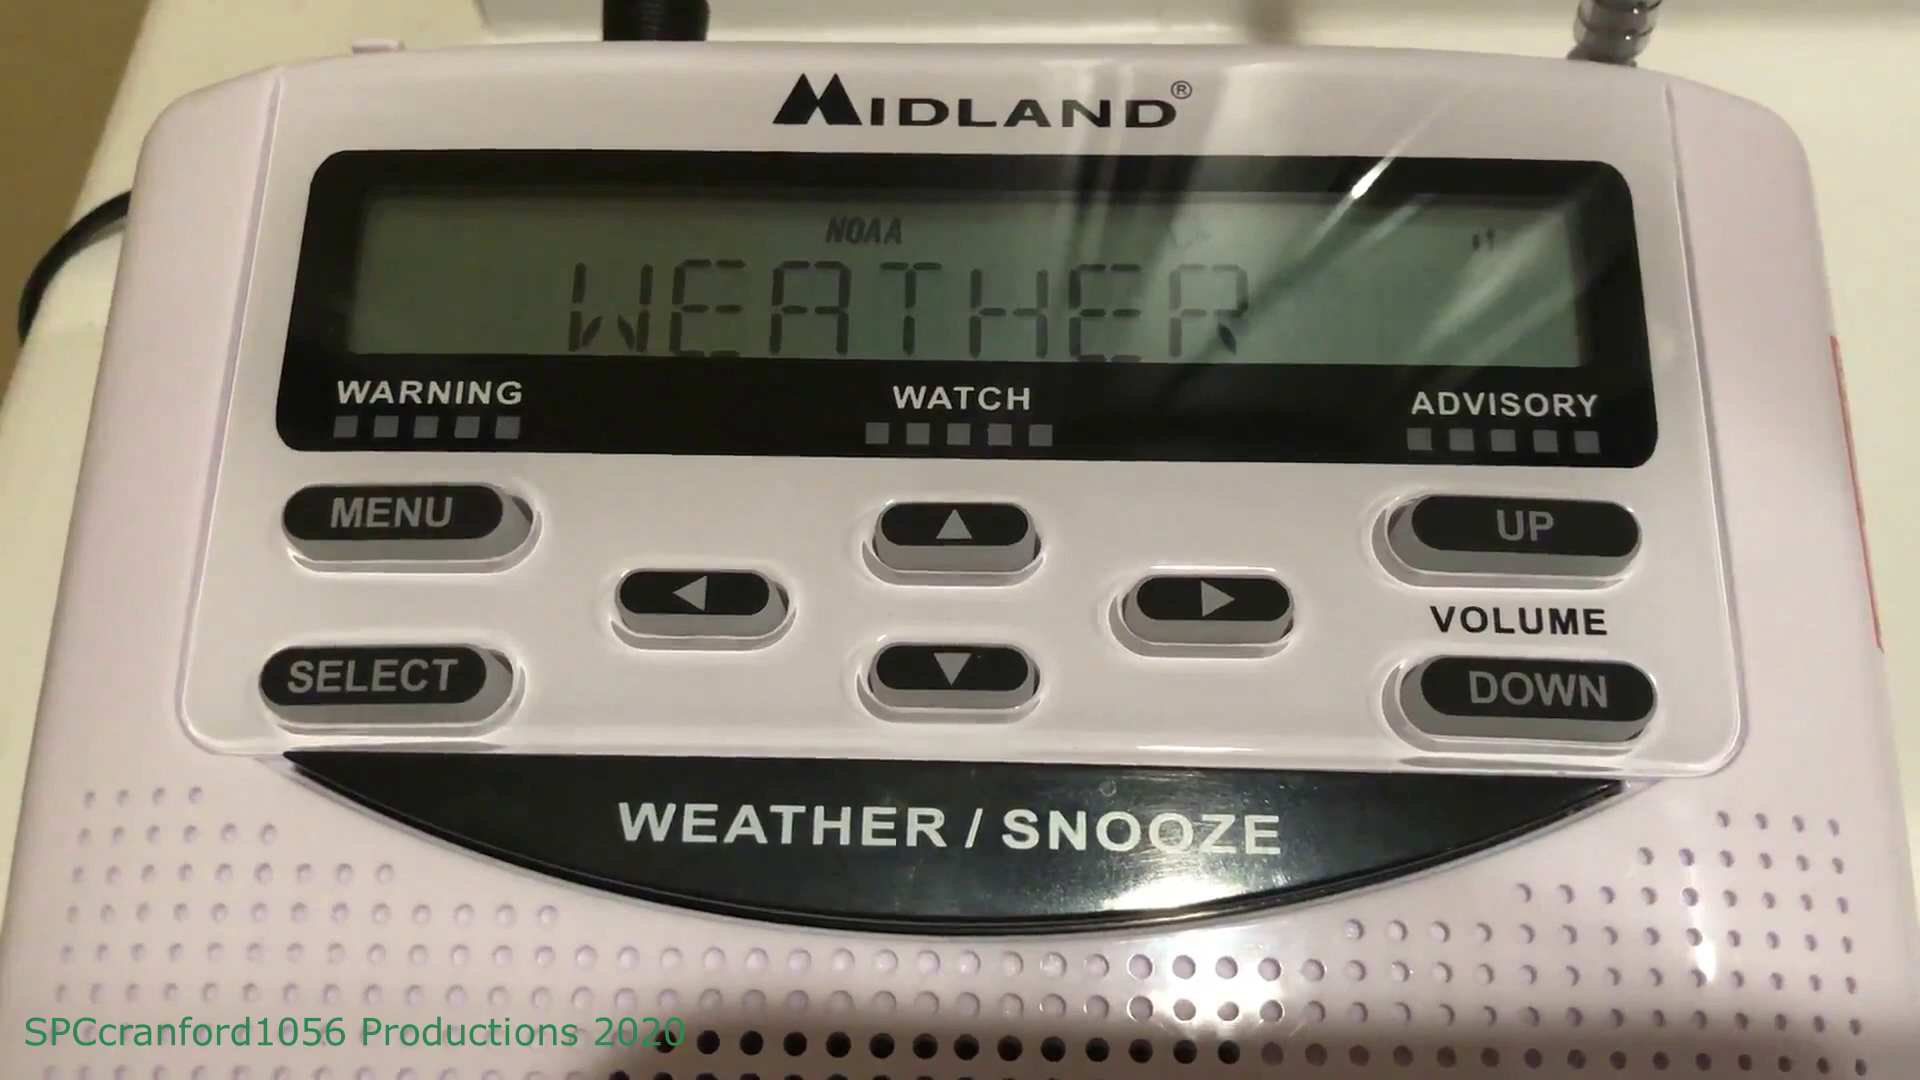 MIDLAND®
NOAA
WEATHER
WARNING
WATCH
ADVISORY
MENU
UP
VOLUME
SELECT
DOWN
WEATHER / SNOOZE
SPCcranford1056 Productions 2020